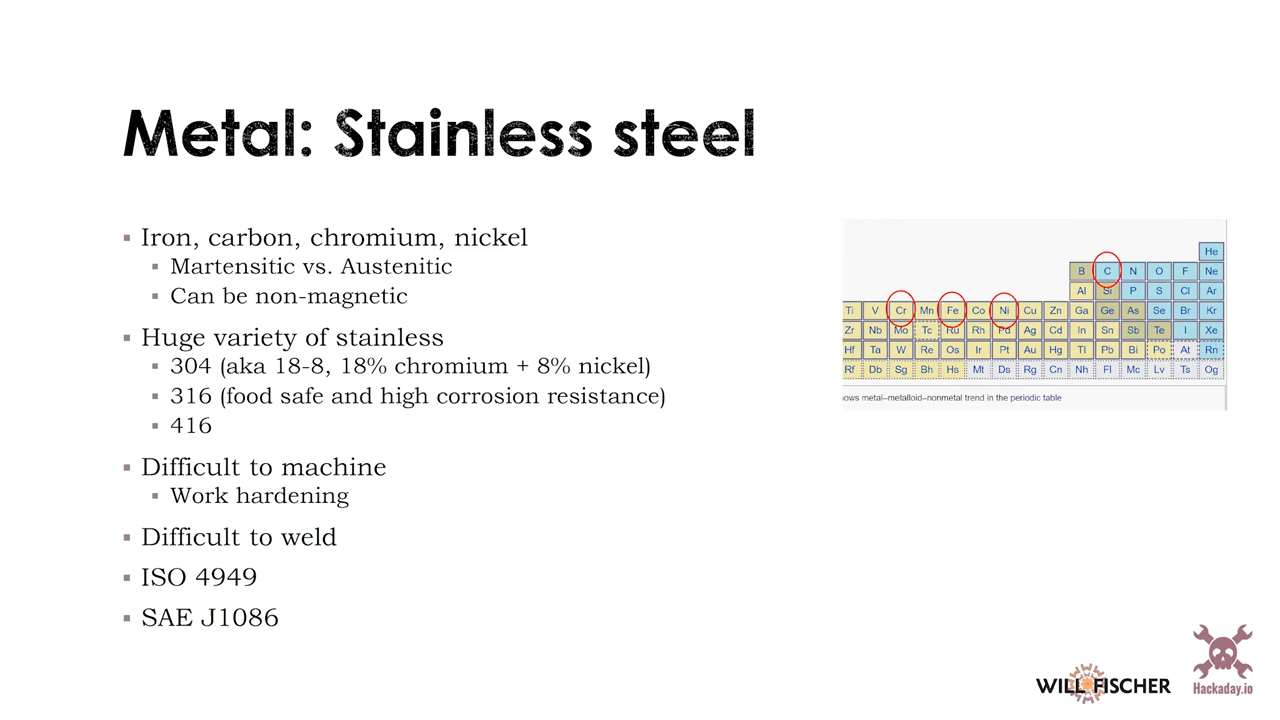 Metal: Stainless steel
Iron, carbon, chromium, nickel
Martensitic vs. Austenitic
Can be non-magnetic
Huge variety of stainless
304 (aka 18-8, 18% chromium + 8% nickel)
316 (food safe and high corrosion resistance)
416
Difficult to machine
Work hardening
Difficult to weld
ISO 4949
SAE J1086
He
B C N O F Ne
Al Si P S Cl Ar
Ti V Cr Mn Fe Co Ni Cu Zn Ga Ge As Se Br Kr
Zr Nb Mo Tc Ru Rh Pd Ag Cd In Sn Sb Te I Xe
Hf Ta W Re Os Ir Pt Au Hg Tl Pb Bi Po At Rn
Rf Db Sg Bh Hs Mt Ds Rg Cn Nh Fl Mc Lv Ts Og
ows metal–metalloid–nonmetal trend in the periodic table
WILL FISCHER
Hackaday.io